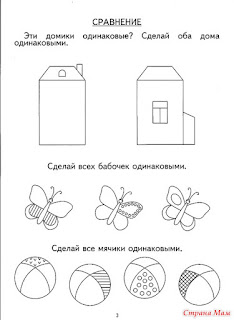 СРАВНЕНИЕ
Эти домики одинаковые? Сделай оба дома
одинаковыми.
Сделай всех бабочек одинаковыми.
Сделай все мячики одинаковыми.
3
Страна Мам